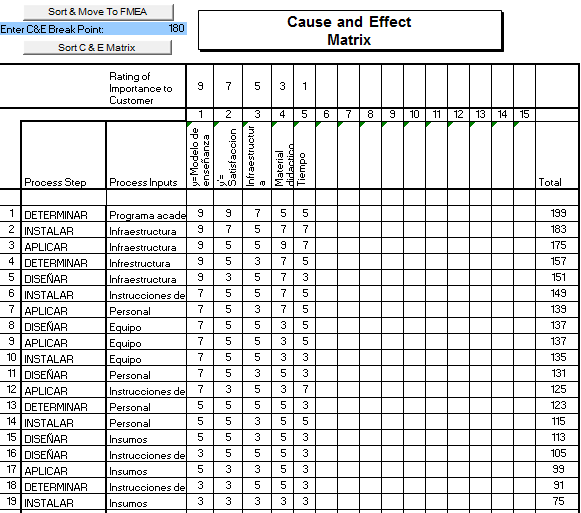 Sort & Move To FMEA
Enter C&E Break Point: 180
Sort C & E Matrix
Cause and Effect
Matrix
Rating of
Importance to
Customer
9 7 5 3 1
1 2 3 4 5 6 7 8 9 10 11 12 13 14 15
Process Step
Process Inputs
y=Modelo de
enseñanza
y'=
Satisfaccion
Infraestructur
a
Material
didactico
Tiempo
Total
1 DETERMINAR Programa acade 9 9 7 5 5 199
2 INSTALAR Infraestructura 9 7 5 7 7 183
3 APLICAR Infraestructura 9 5 5 9 7 175
4 DETERMINAR Infrestructura 9 5 3 7 5 157
5 DISEÑAR Infraestructura 9 3 5 7 3 151
6 INSTALAR Instrucciones de 7 5 5 7 5 149
7 APLICAR Personal 7 5 3 7 5 139
8 DISEÑAR Equipo 7 5 5 3 5 137
9 APLICAR Equipo 7 5 5 3 5 137
10 INSTALAR Equipo 7 5 5 3 3 135
11 DISEÑAR Personal 7 5 3 5 3 131
12 APLICAR Instrucciones de 7 3 5 3 7 125
13 DETERMINAR Personal 5 5 5 5 3 123
14 INSTALAR Personal 5 5 3 5 5 115
15 DISEÑAR Insumos 5 5 3 5 3 113
16 DISEÑAR Instrucciones de 3 5 5 5 3 105
17 APLICAR Insumos 5 3 3 5 3 99
18 DETERMINAR Instrucciones de 3 3 5 5 3 91
19 INSTALAR Insumos 3 3 3 3 3 75